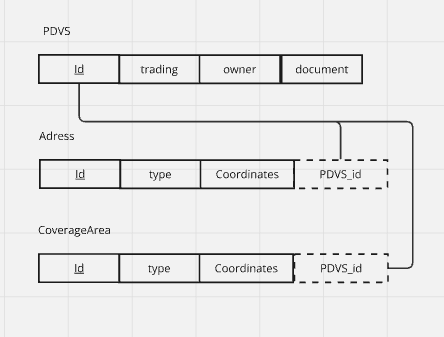 PDVS
Id trading owner document
Adress
Id type Coordinates PDVS_id
CoverageArea
Id type Coordinates PDVS_id